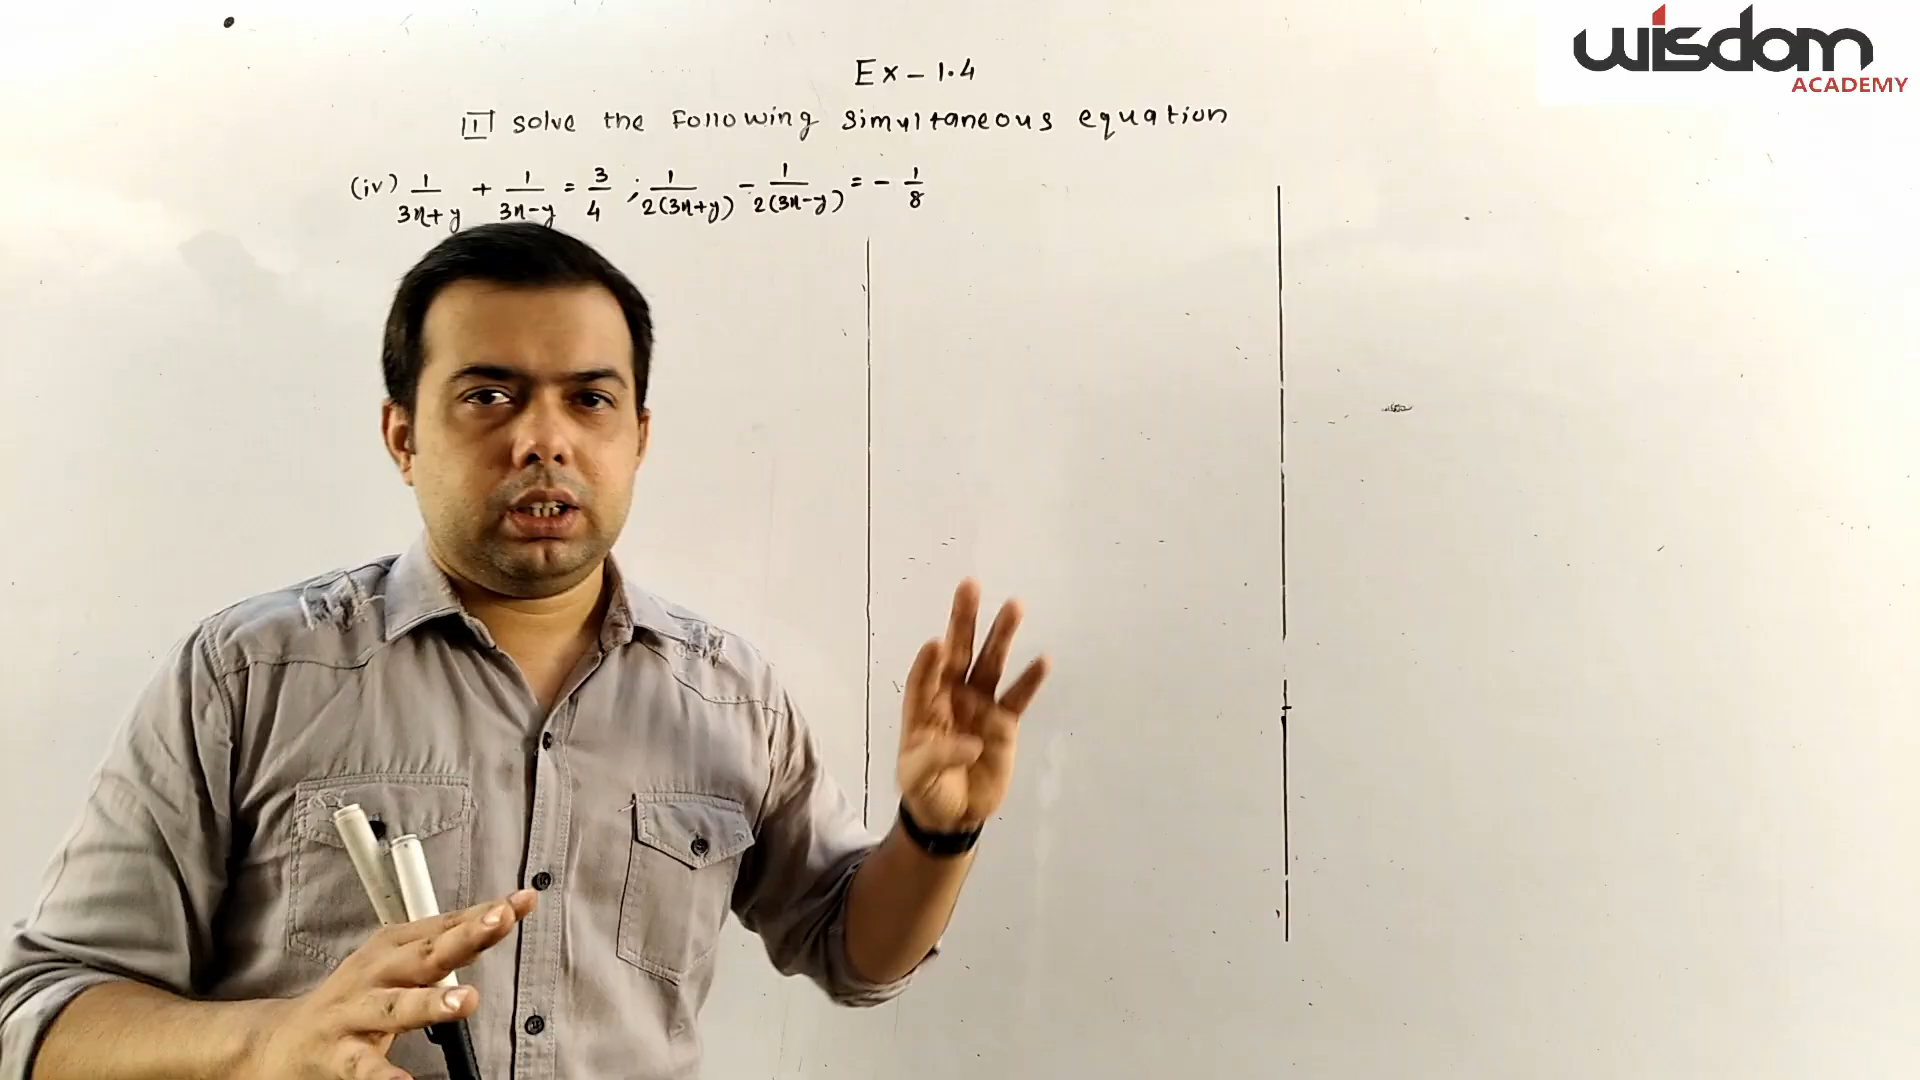 wisdom
ACADEMY
Ex - 1.4
II solve the Following simultaneous equation
(iv) 1/3x+y + 1/3x-y = 3/4 ; 1/2(3x+y) - 1/2(3x-y) = - 1/8